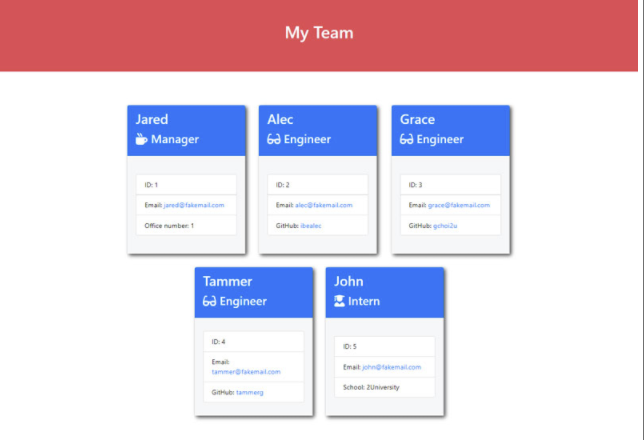 My Team
Jared
Manager
ID: 1
Email: jared@fakemail.com
Office number: 1
Alec
Engineer
ID: 2
Email: alec@fakemail.com
GitHub: ibealec
Grace
Engineer
ID: 3
Email: grace@fakemail.com
GitHub: gchoi2u
Tammer
Engineer
ID: 4
Email:
tammer@fakemail.com
GitHub: tammerg
John
Intern
ID: 5
Email: john@fakemail.com
School: 2University